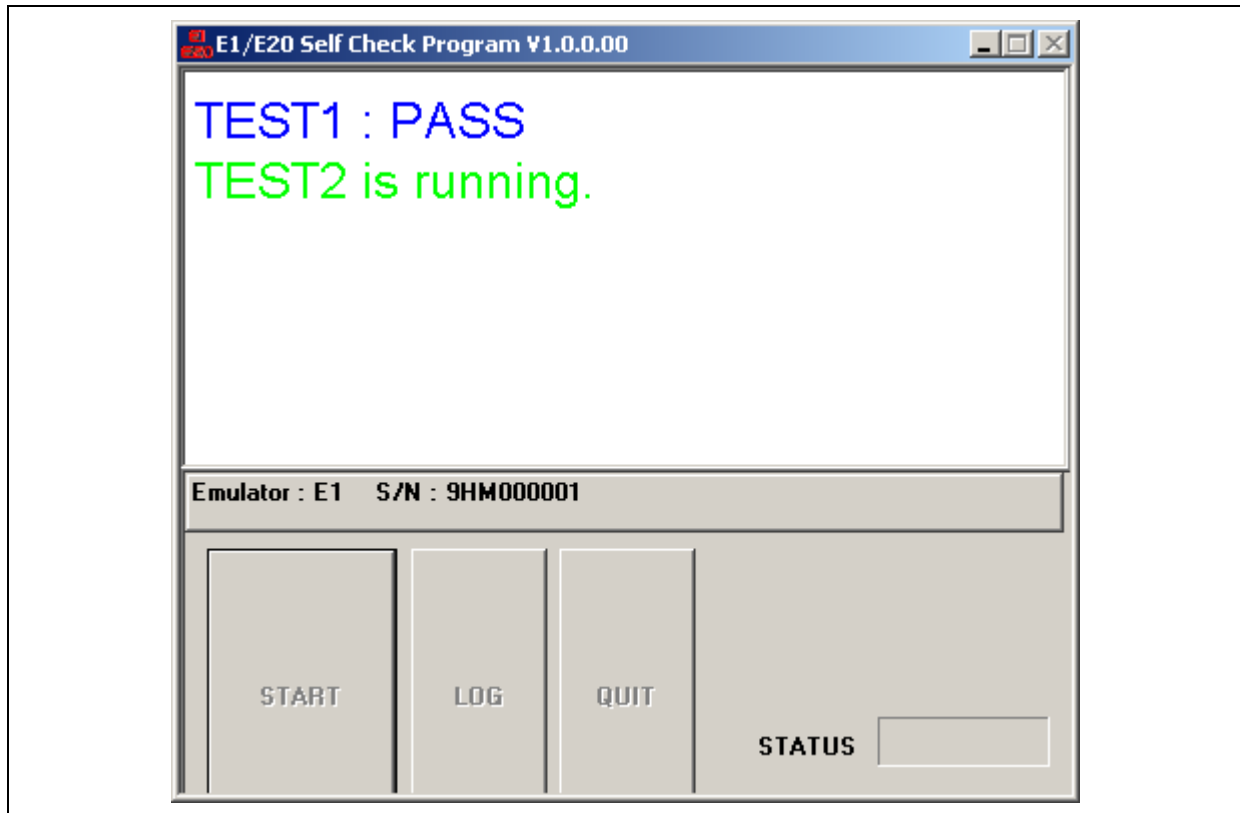 E1/E20 Self Check Program V1.0.0.00
TEST1 : PASS
TEST2 is running.
Emulator : E1 S/N : 9HM000001
START LOG QUIT
STATUS